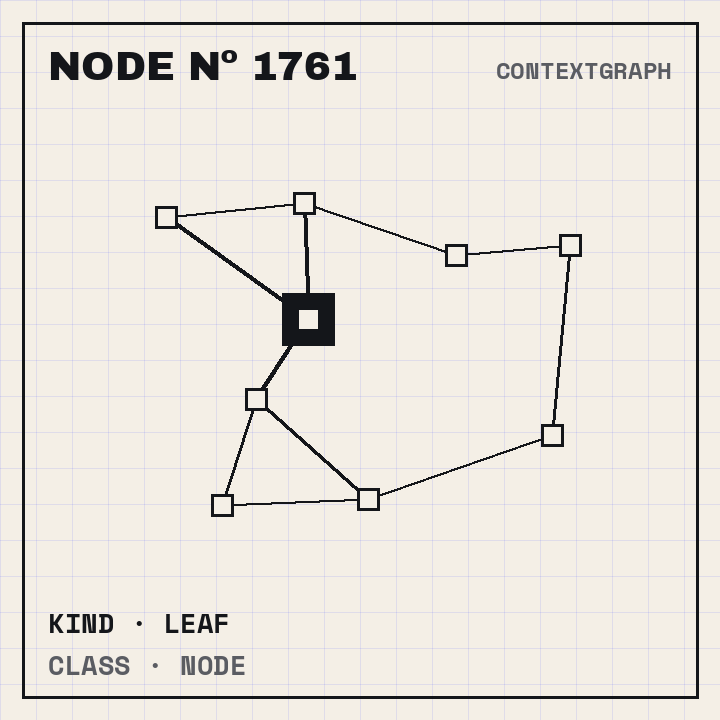 NODE Nº 1761
CONTEXTGRAPH
KIND · LEAF
CLASS · NODE